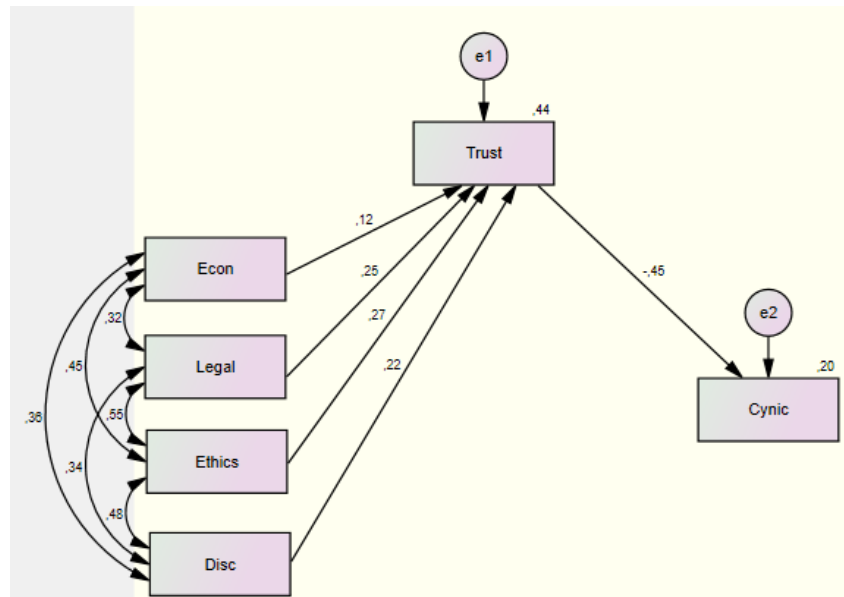 e1
,44
Trust
,12
Econ
,25
-,45
,27
e2
,32
,45
Legal
,22
,20
,36
,55
Cynic
,34
Ethics
,48
Disc